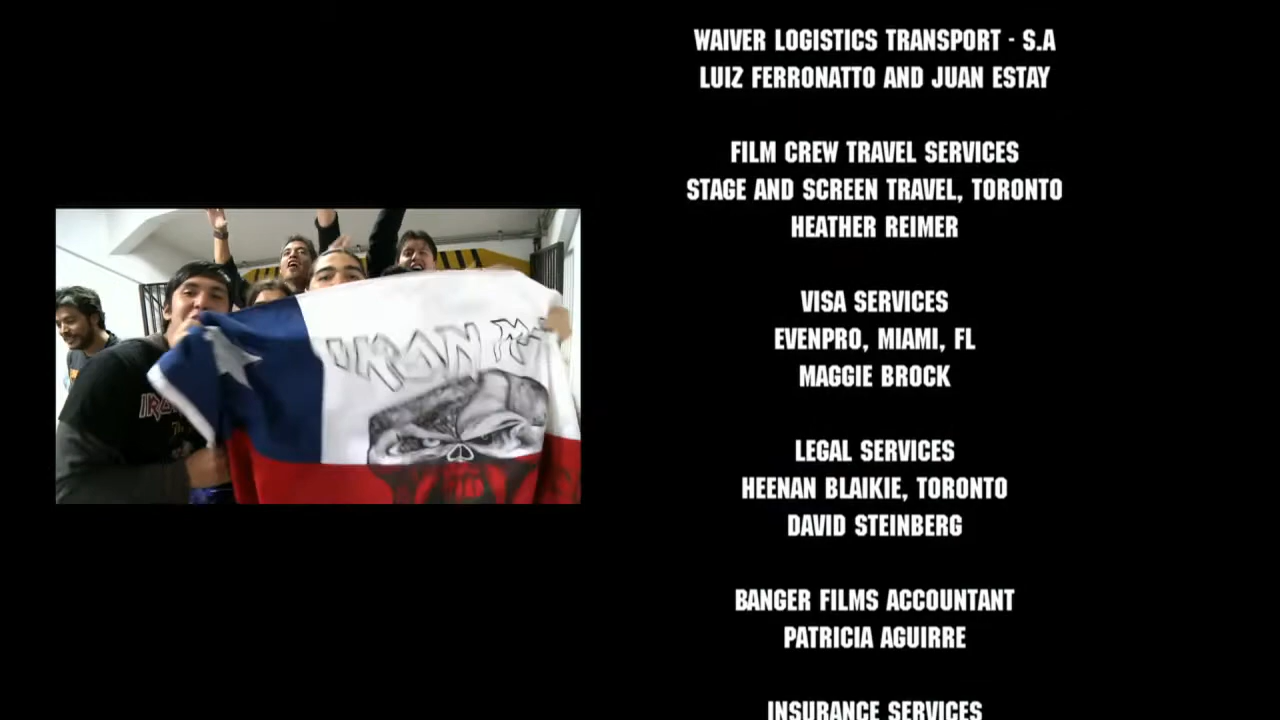 WAIVER LOGISTICS TRANSPORT - S.A
LUIZ FERRONATTO AND JUAN ESTAY
FILM CREW TRAVEL SERVICES
STAGE AND SCREEN TRAVEL, TORONTO
HEATHER REIMER
VISA SERVICES
EVENPRO, MIAMI, FL
MAGGIE BROCK
LEGAL SERVICES
HEENAN BLAIKIE, TORONTO
DAVID STEINBERG
BANGER FILMS ACCOUNTANT
PATRICIA AGUIRRE
INSURANCE SERVICES
IRON